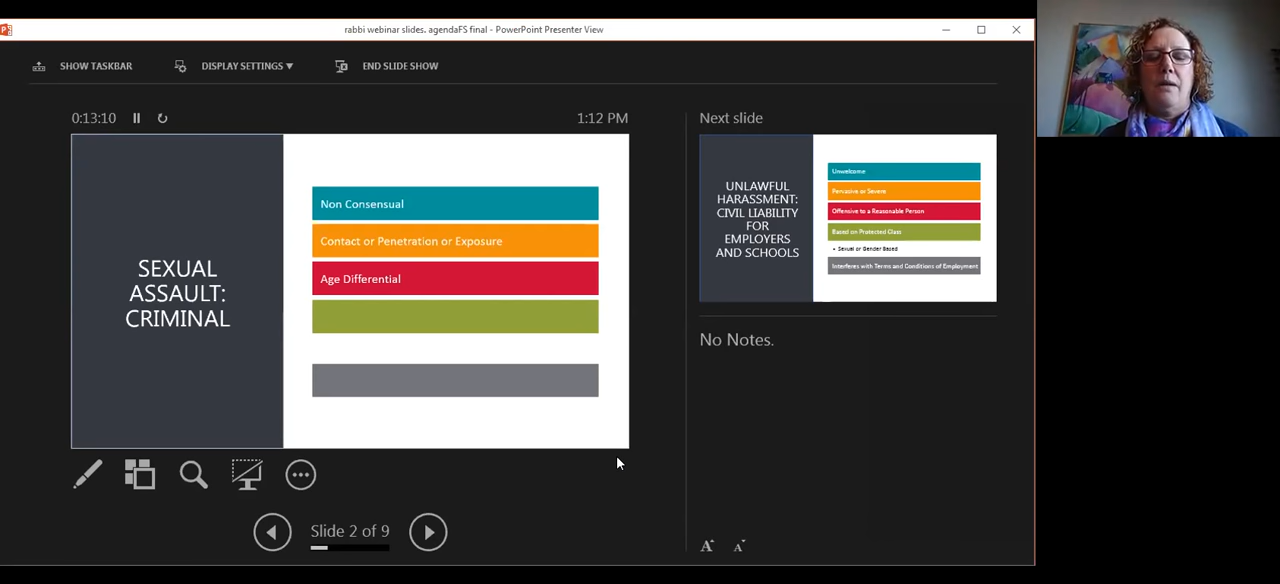 rabbi webinar slides. agendaFS final - PowerPoint Presenter View
SHOW TASKBAR
DISPLAY SETTINGS ▾
END SLIDE SHOW
0:13:10
1:12 PM
SEXUAL
ASSAULT:
CRIMINAL
Non Consensual
Contact or Penetration or Exposure
Age Differential
Slide 2 of 9
Next slide
UNLAWFUL
HARASSMENT:
CIVIL LIABILITY
FOR
EMPLOYERS
AND SCHOOLS
Unwelcome
Pervasive or Severe
Offensive to a Reasonable Person
Based on Protected Class
• Sexual or Gender Based
Interferes with Terms and Conditions of Employment
No Notes.
A A